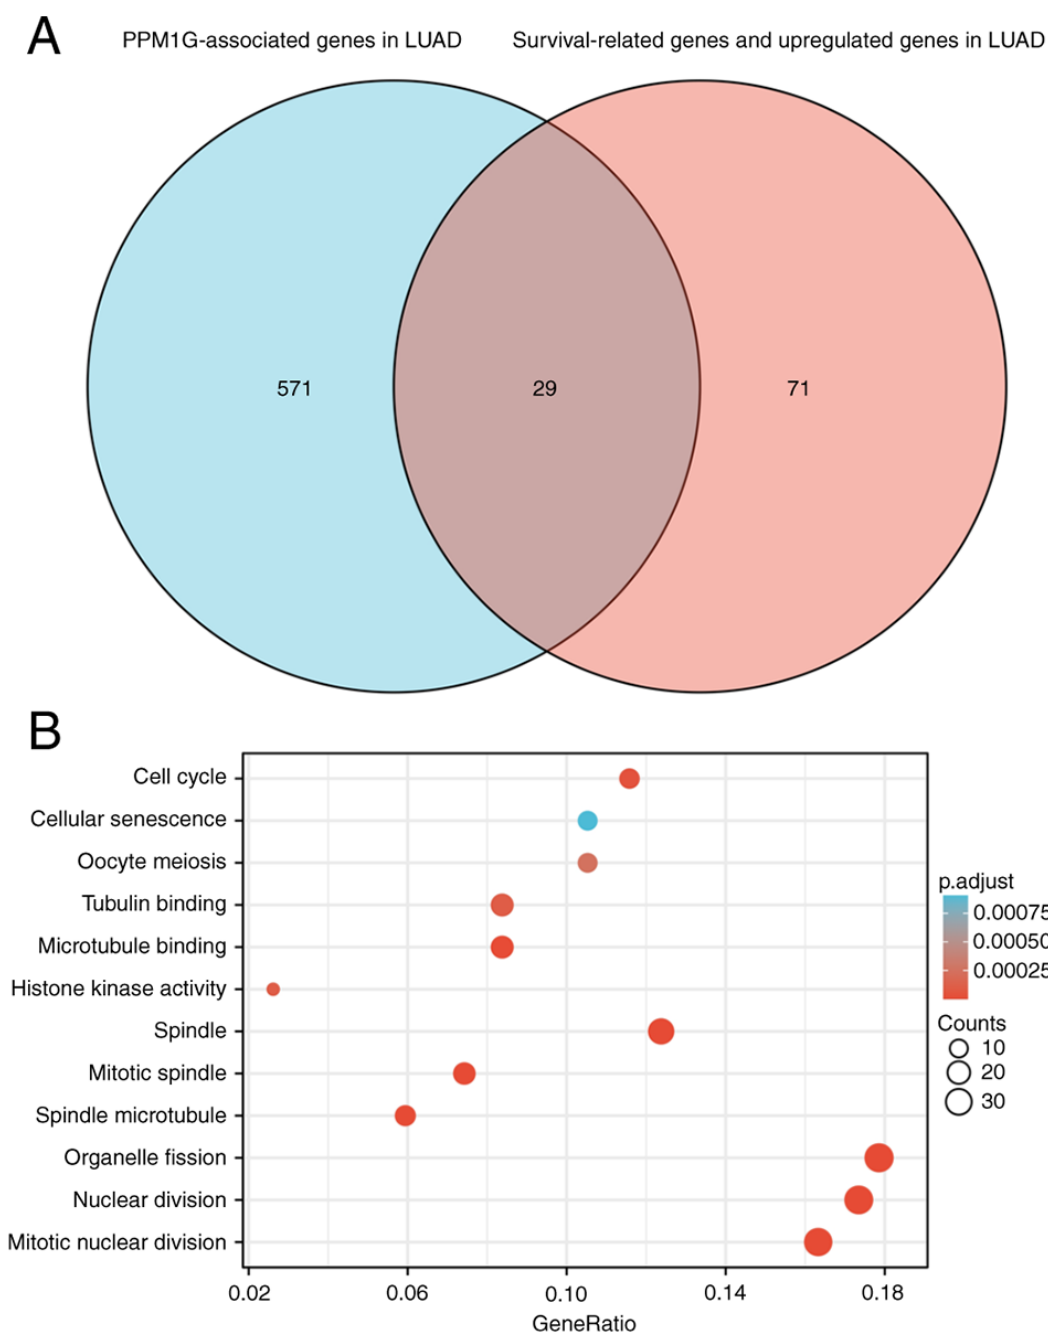 A
PPM1G-associated genes in LUAD
Survival-related genes and upregulated genes in LUAD
571
29
71
B
Cell cycle
Cellular senescence
Oocyte meiosis
Tubulin binding
Microtubule binding
Histone kinase activity
Spindle
Mitotic spindle
Spindle microtubule
Organelle fission
Nuclear division
Mitotic nuclear division
0.02 0.06 0.10 0.14 0.18
GeneRatio
p.adjust
0.00075
0.00050
0.00025
Counts
10
20
30